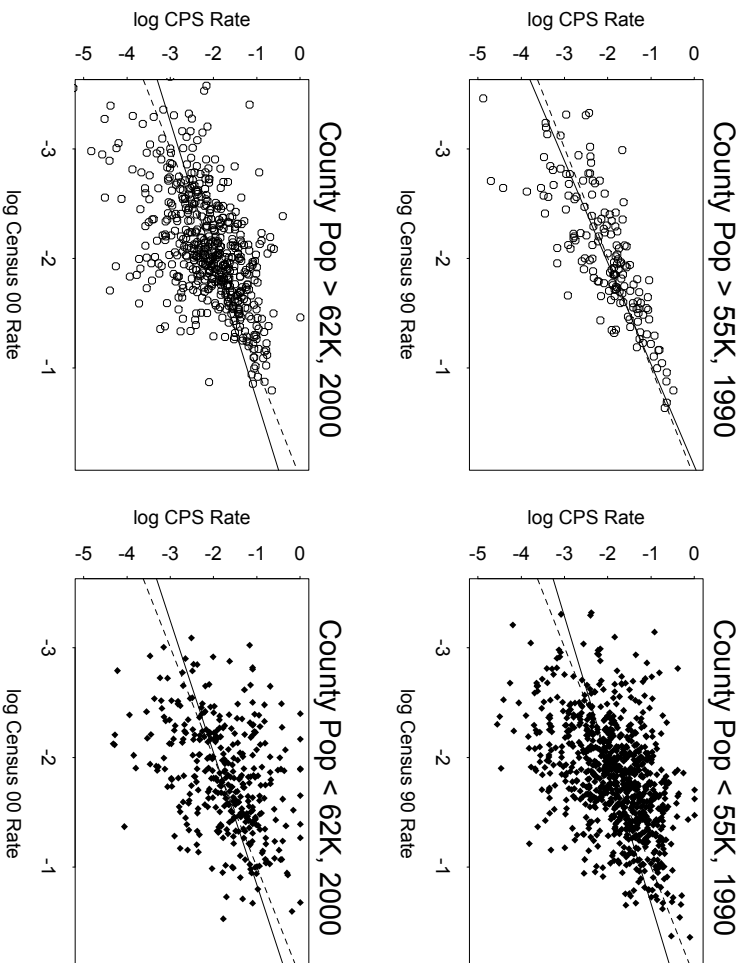 County Pop > 55K, 1990
log CPS Rate
-5 -4 -3 -2 -1 0
-3 -2 -1
log Census 90 Rate
County Pop < 55K, 1990
log CPS Rate
-5 -4 -3 -2 -1 0
-3 -2 -1
log Census 90 Rate
County Pop > 62K, 2000
log CPS Rate
-5 -4 -3 -2 -1 0
-3 -2 -1
log Census 00 Rate
County Pop < 62K, 2000
log CPS Rate
-5 -4 -3 -2 -1 0
-3 -2 -1
log Census 00 Rate